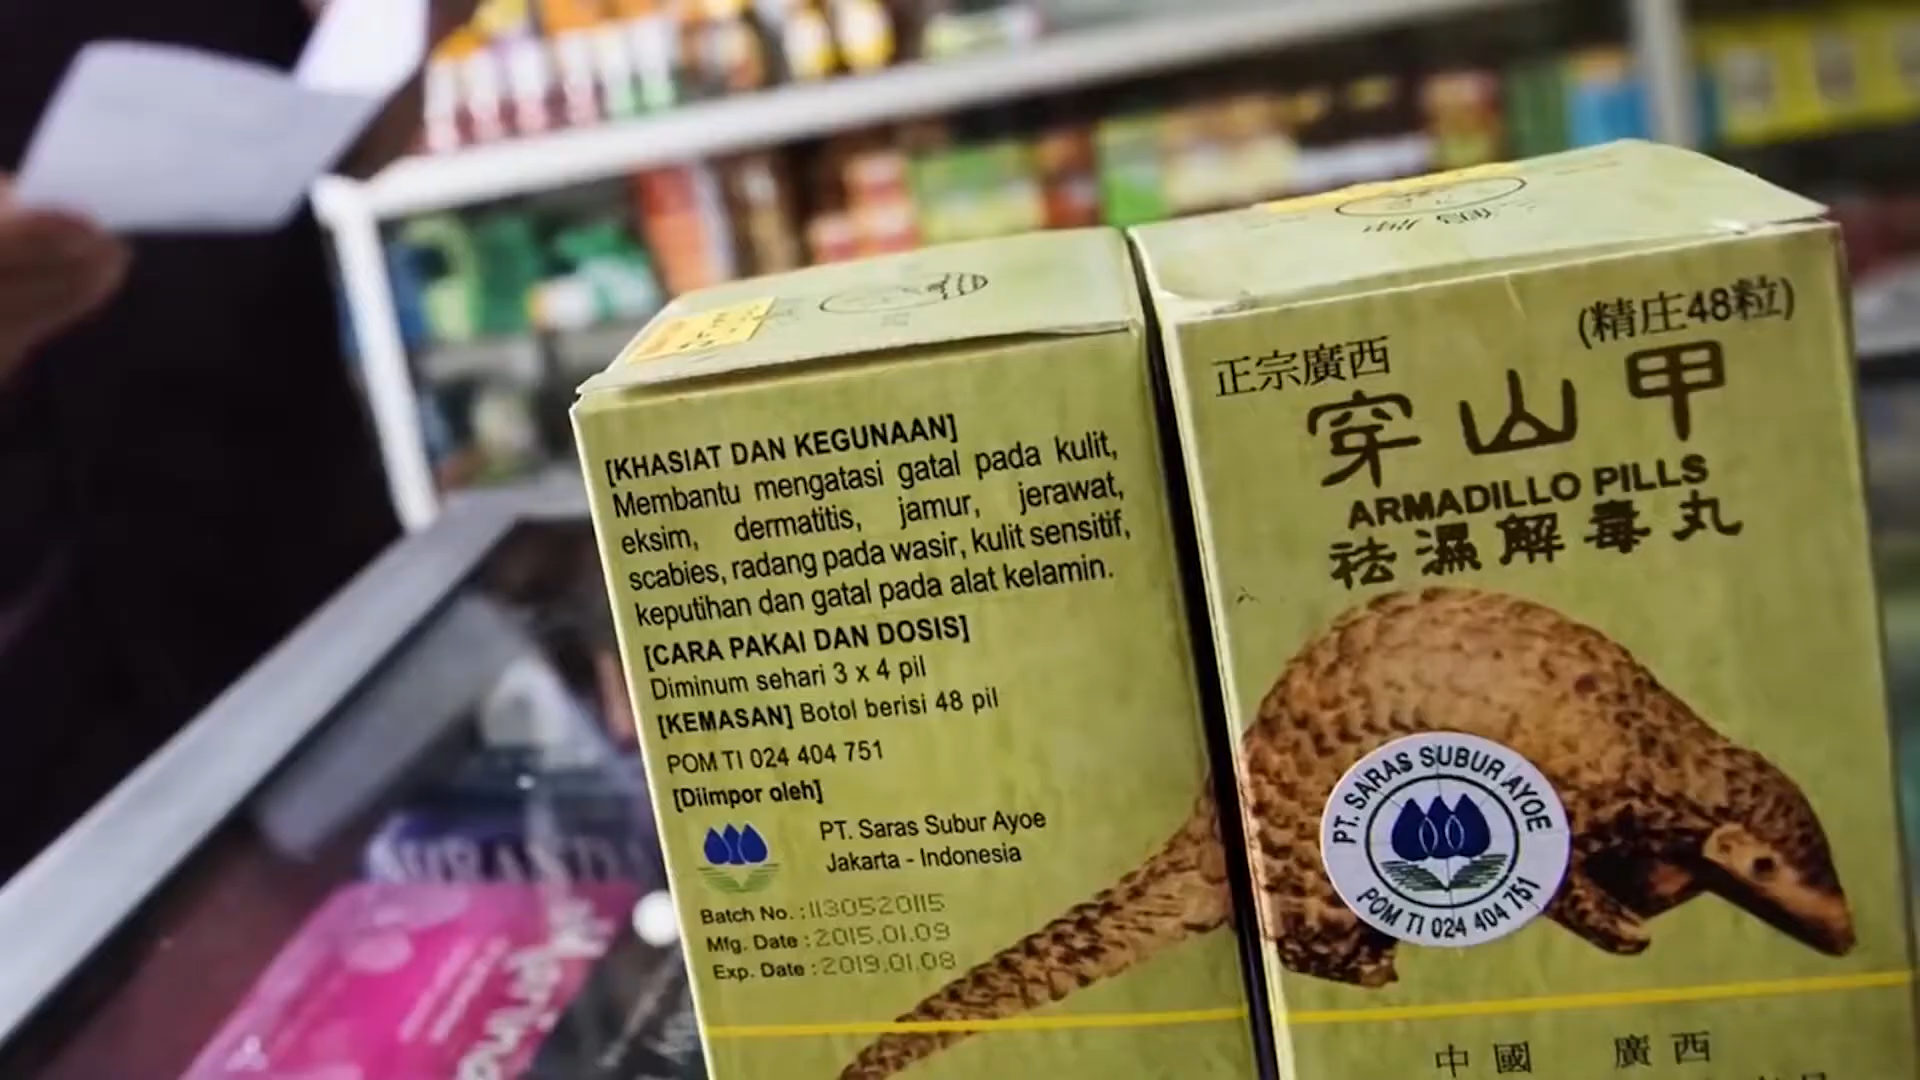 [KHASIAT DAN KEGUNAAN]
Membantu mengatasi gatal pada kulit,
eksim, dermatitis, jamur, jerawat,
scabies, radang pada wasir, kulit sensitif,
keputihan dan gatal pada alat kelamin.
[CARA PAKAI DAN DOSIS]
Diminum sehari 3 x 4 pil
[KEMASAN] Botol berisi 48 pil
POM TI 024 404 751
[Diimpor oleh]
PT. Saras Subur Ayoe
Jakarta - Indonesia
Batch No. : 1130520115
Mfg. Date : 2015.01.09
Exp. Date : 2019.01.08
(精庄48粒)
正宗廣西
穿山甲
ARMADILLO PILLS
祛濕解毒丸
PT. SARAS SUBUR AYOE
POM TI 024 404 751
中國 廣西